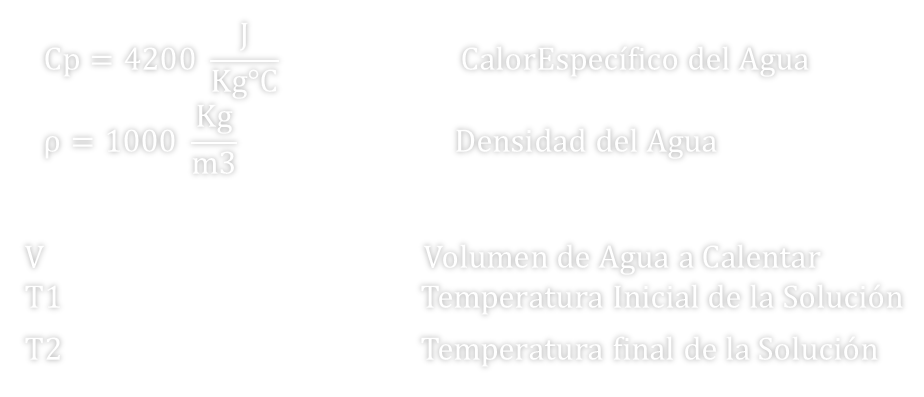 Cp = 4200 J/Kg°C CalorEspecífico del Agua
ρ = 1000 Kg/m3 Densidad del Agua
V Volumen de Agua a Calentar
T1 Temperatura Inicial de la Solución
T2 Temperatura final de la Solución